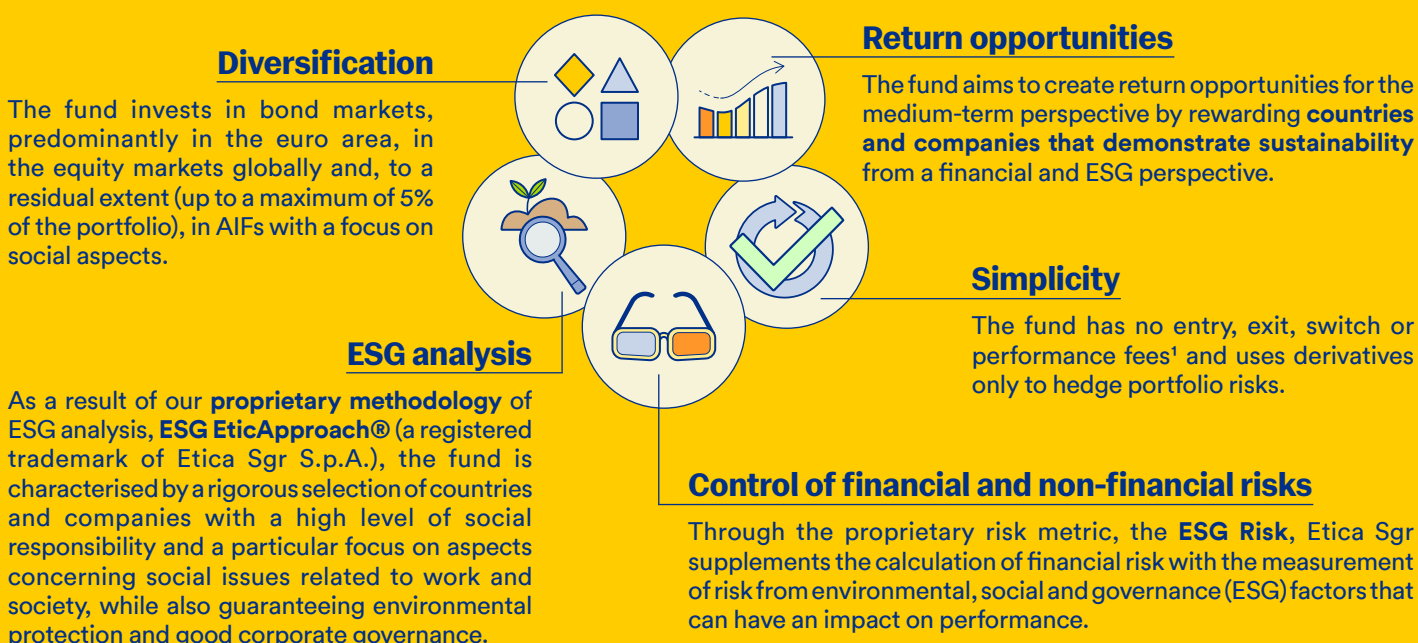 Diversification
The fund invests in bond markets,
predominantly in the euro area, in
the equity markets globally and, to a
residual extent (up to a maximum of 5%
of the portfolio), in AIFs with a focus on
social aspects.
Return opportunities
The fund aims to create return opportunities for the
medium-term perspective by rewarding countries
and companies that demonstrate sustainability
from a financial and ESG perspective.
Simplicity
The fund has no entry, exit, switch or
performance fees¹ and uses derivatives
only to hedge portfolio risks.
ESG analysis
As a result of our proprietary methodology of
ESG analysis, ESG EticApproach® (a registered
trademark of Etica Sgr S.p.A.), the fund is
characterised by a rigorous selection of countries
and companies with a high level of social
responsibility and a particular focus on aspects
concerning social issues related to work and
society, while also guaranteeing environmental
protection and good corporate governance.
Control of financial and non-financial risks
Through the proprietary risk metric, the ESG Risk, Etica Sgr
supplements the calculation of financial risk with the measurement
of risk from environmental, social and governance (ESG) factors that
can have an impact on performance.